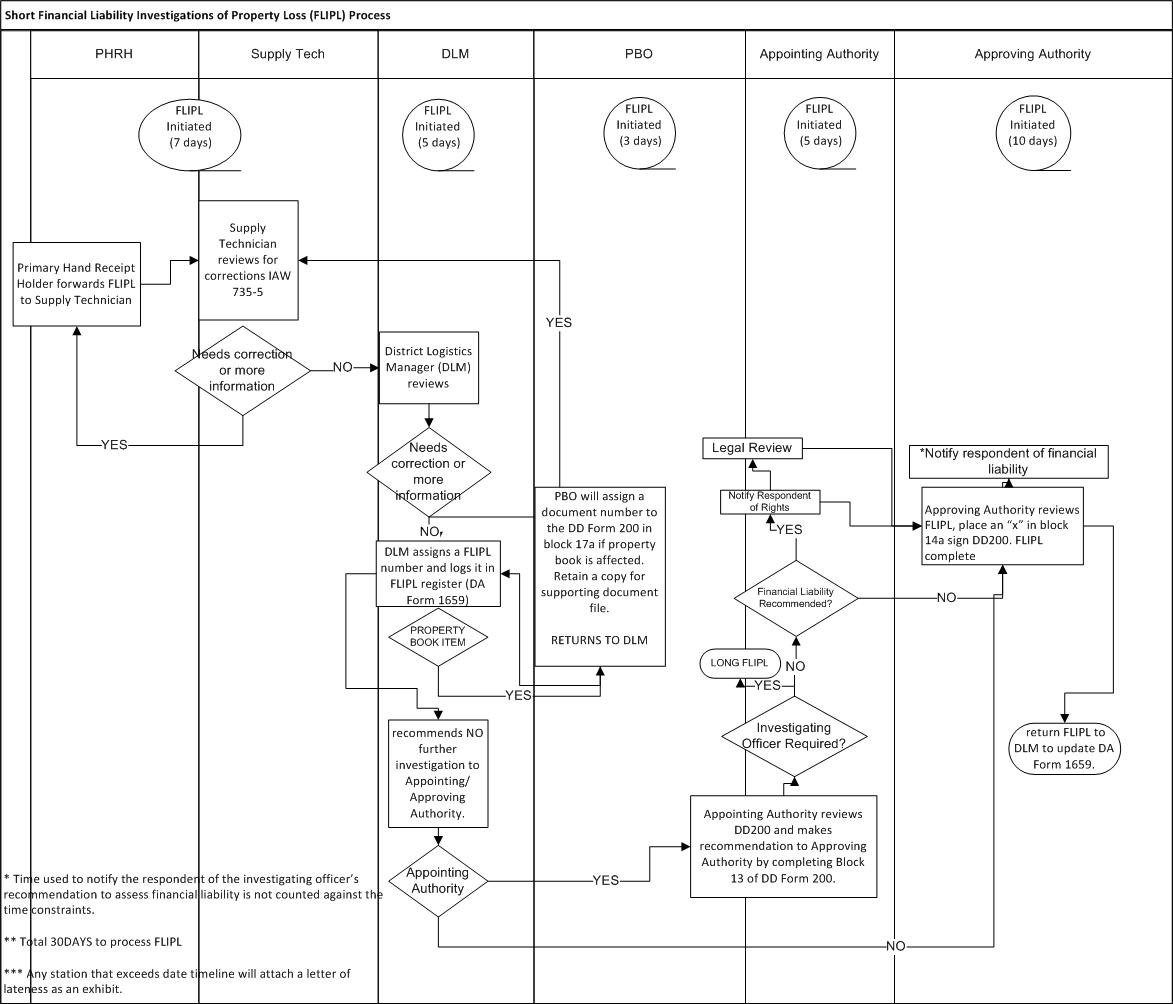 Short Financial Liability Investigations of Property Loss (FLIPL) Process
PHRH
Supply Tech
DLM
PBO
Appointing Authority
Approving Authority
FLIPL
Initiated
(7 days)
FLIPL
Initiated
(5 days)
FLIPL
Initiated
(3 days)
FLIPL
Initiated
(5 days)
FLIPL
Initiated
(10 days)
Primary Hand Receipt
Holder forwards FLIPL
to Supply Technician
Supply
Technician
reviews for
corrections IAW
735-5
Needs correction
or more
information
YES
NO
District Logistics
Manager (DLM)
reviews
Needs
correction or
more
information
YES
NO,
DLM assigns a FLIPL
number and logs it in
FLIPL register (DA
Form 1659)
PROPERTY
BOOK ITEM
YES
PBO will assign a
document number to
the DD Form 200 in
block 17a if property
book is affected.
Retain a copy for
supporting document
file.
RETURNS TO DLM
recommends NO
further
investigation to
Appointing/
Approving
Authority.
Appointing
Authority
YES
NO
Appointing Authority reviews
DD200 and makes
recommendation to Approving
Authority by completing Block
13 of DD Form 200.
Investigating
Officer Required?
YES
LONG FLIPL
NO
Financial Liability
Recommended?
YES
NO
Notify Respondent
of Rights
Legal Review
*Notify respondent of financial
liability
Approving Authority reviews
FLIPL, place an “x” in block
14a sign DD200. FLIPL
complete
return FLIPL to
DLM to update DA
Form 1659.
* Time used to notify the respondent of the investigating officer’s
recommendation to assess financial liability is not counted against the
time constraints.
** Total 30DAYS to process FLIPL
*** Any station that exceeds date timeline will attach a letter of
lateness as an exhibit.